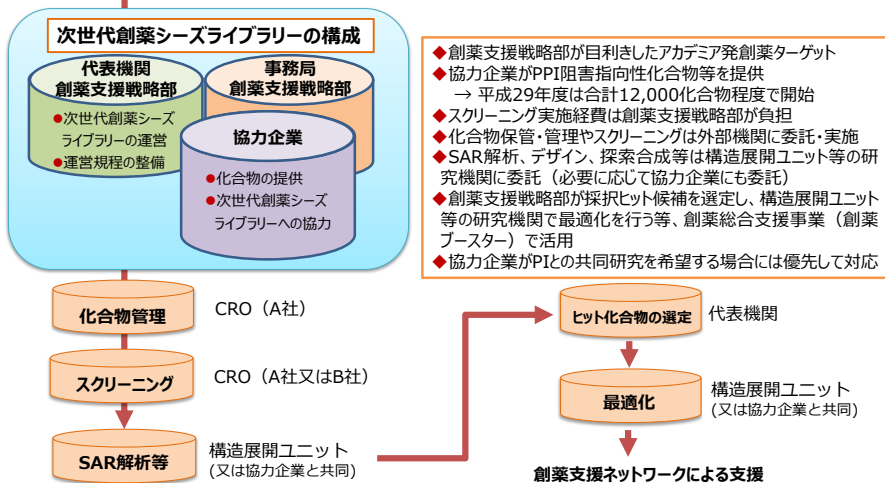 次世代創薬シーズライブラリーの構成
代表機関
創薬支援戦略部
●次世代創薬シーズ
ライブラリーの運営
●運営規程の整備
事務局
創薬支援戦略部
協力企業
●化合物の提供
●次世代創薬シーズ
ライブラリーへの協力
◆創薬支援戦略部が目利きしたアカデミア発創薬ターゲット
◆協力企業がPPI阻害指向性化合物等を提供
→ 平成29年度は合計12,000化合物程度で開始
◆スクリーニング実施経費は創薬支援戦略部が負担
◆化合物保管・管理やスクリーニングは外部機関に委託・実施
◆SAR解析、デザイン、探索合成等は構造展開ユニット等の研
究機関に委託（必要に応じて協力企業にも委託）
◆創薬支援戦略部が採択ヒット候補を選定し、構造展開ユニット
等の研究機関で最適化を行う等、創薬総合支援事業（創薬
ブースター）で活用
◆協力企業がPIとの共同研究を希望する場合には優先して対応
化合物管理
CRO（A社）
スクリーニング
CRO（A社又はB社）
SAR解析等
構造展開ユニット
(又は協力企業と共同)
ヒット化合物の選定
代表機関
最適化
構造展開ユニット
(又は協力企業と共同)
創薬支援ネットワークによる支援